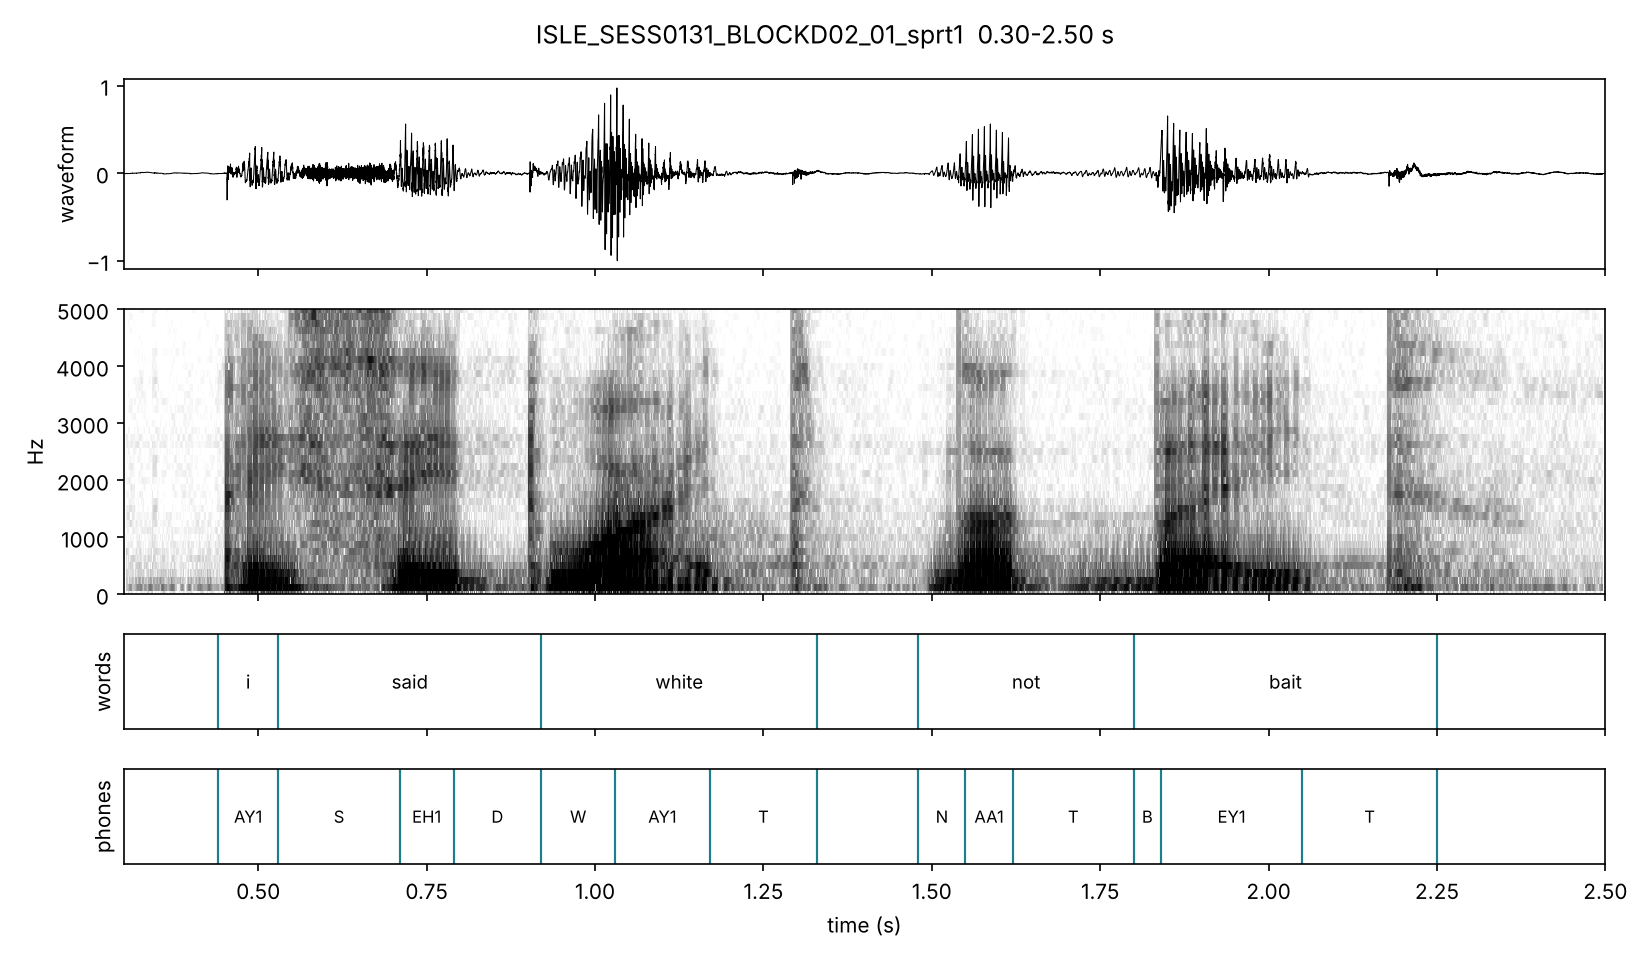 ISLE_SESS0131_BLOCKD02_01_sprt1  0.30-2.50 s
waveform
1
0
−1
Hz
5000
4000
3000
2000
1000
0
words
i said white not bait
phones
AY1 S EH1 D W AY1 T N AA1 T B EY1 T
0.50 0.75 1.00 1.25 1.50 1.75 2.00 2.25 2.50
time (s)